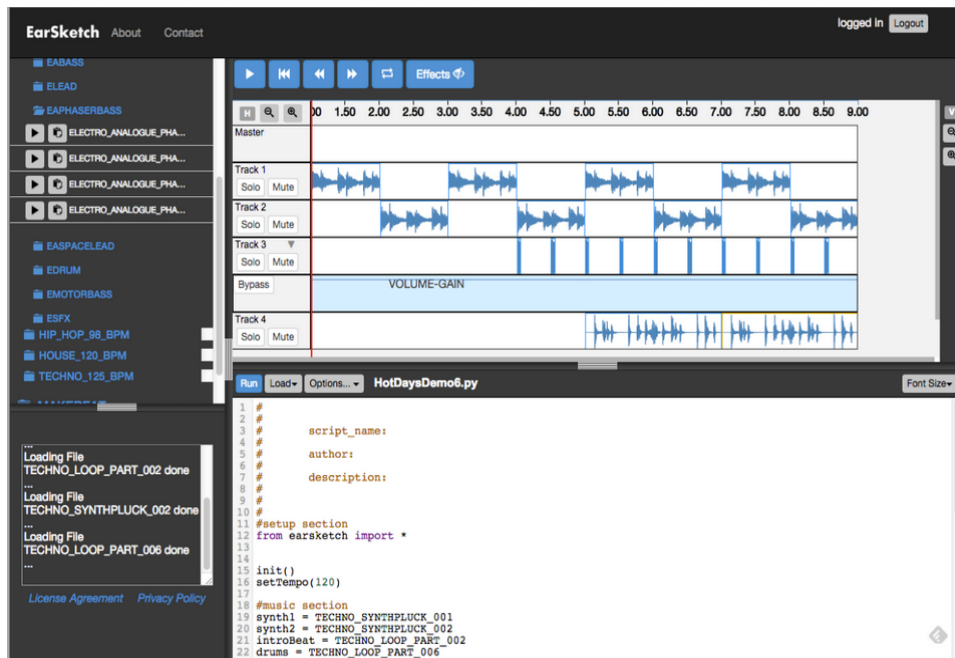 EarSketch About Contact logged in Logout
EABASS
ELEAD
EAPHASERBASS
ELECTRO_ANALOGUE_PHA...
ELECTRO_ANALOGUE_PHA...
ELECTRO_ANALOGUE_PHA...
ELECTRO_ANALOGUE_PHA...
EASPACELEAD
EDRUM
EMOTORBASS
ESFX
HIP_HOP_98_BPM
HOUSE_120_BPM
TECHNO_125_BPM
...
Loading File
TECHNO_LOOP_PART_002 done
...
Loading File
TECHNO_SYNTHPLUCK_002 done
...
Loading File
TECHNO_LOOP_PART_006 done
...
License Agreement Privacy Policy
Effects
H 00 1.50 2.00 2.50 3.00 3.50 4.00 4.50 5.00 5.50 6.00 6.50 7.00 7.50 8.00 8.50 9.00 V
Master
Track 1
Solo Mute
Track 2
Solo Mute
Track 3
Solo Mute
Bypass VOLUME-GAIN
Track 4
Solo Mute
Run Load Options... HotDaysDemo6.py Font Size
1 #
2 #
3 # script_name:
4 #
5 # author:
6 #
7 # description:
8 #
9 #
10 #
11 #setup section
12 from earsketch import *
13
14
15 init()
16 setTempo(120)
17
18 #music section
19 synth1 = TECHNO_SYNTHPLUCK_001
20 synth2 = TECHNO_SYNTHPLUCK_002
21 introBeat = TECHNO_LOOP_PART_002
22 drums = TECHNO_LOOP_PART_006